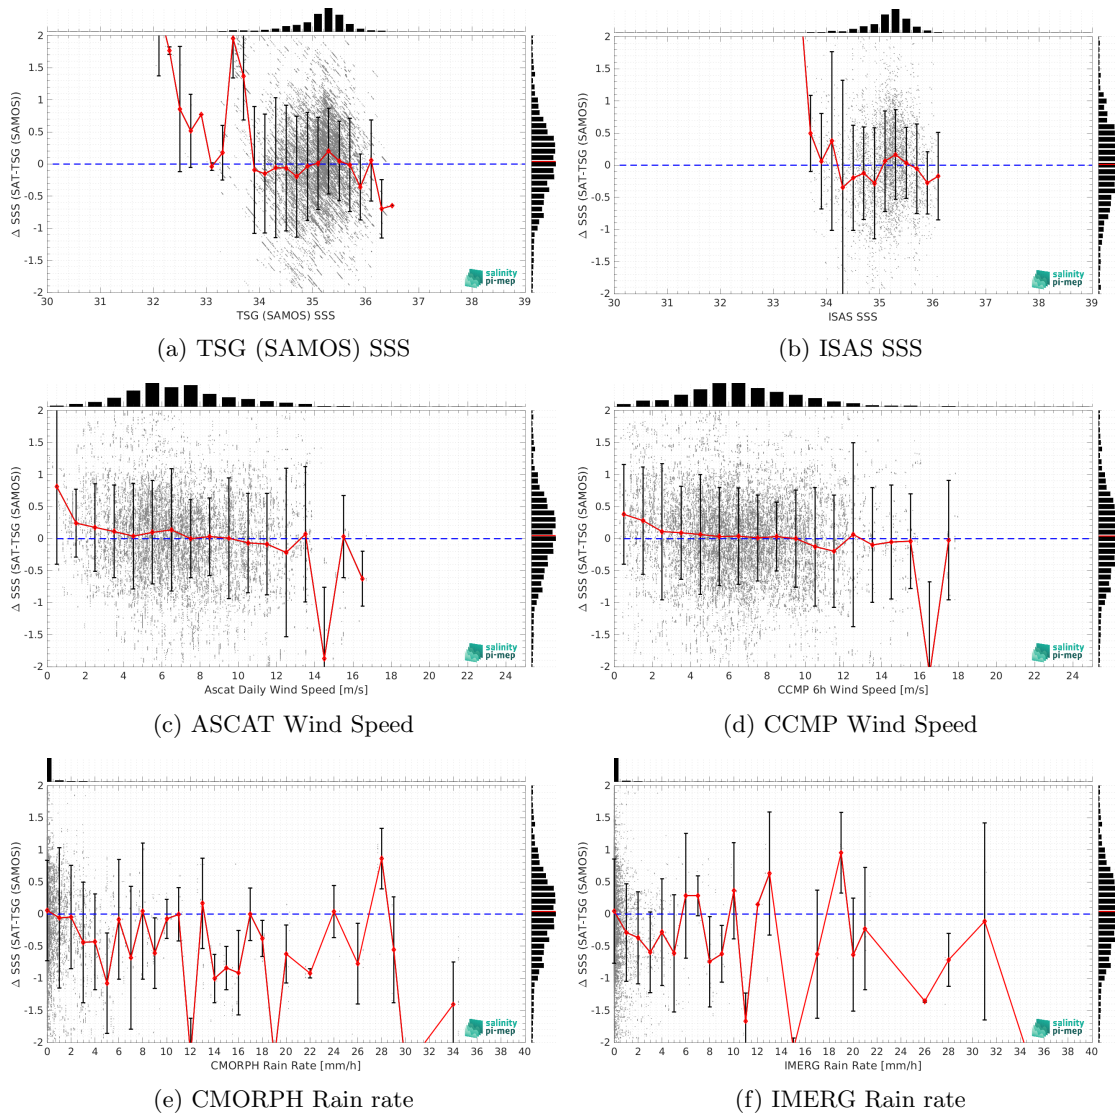 Δ SSS (SAT-TSG (SAMOS))
2
1.5
1
0.5
0
-0.5
-1
-1.5
-2
30 31 32 33 34 35 36 37 38 39
TSG (SAMOS) SSS
salinity
pi-mep
(a) TSG (SAMOS) SSS
Δ SSS (SAT-TSG (SAMOS))
2
1.5
1
0.5
0
-0.5
-1
-1.5
-2
30 31 32 33 34 35 36 37 38 39
ISAS SSS
salinity
pi-mep
(b) ISAS SSS
Δ SSS (SAT-TSG (SAMOS))
2
1.5
1
0.5
0
-0.5
-1
-1.5
-2
0 2 4 6 8 10 12 14 16 18 20 22 24
Ascat Daily Wind Speed [m/s]
salinity
pi-mep
(c) ASCAT Wind Speed
Δ SSS (SAT-TSG (SAMOS))
2
1.5
1
0.5
0
-0.5
-1
-1.5
-2
0 2 4 6 8 10 12 14 16 18 20 22 24
CCMP 6h Wind Speed [m/s]
salinity
pi-mep
(d) CCMP Wind Speed
Δ SSS (SAT-TSG (SAMOS))
2
1.5
1
0.5
0
-0.5
-1
-1.5
-2
0 2 4 6 8 10 12 14 16 18 20 22 24 26 28 30 32 34 36 38 40
CMORPH Rain Rate [mm/h]
salinity
pi-mep
(e) CMORPH Rain rate
Δ SSS (SAT-TSG (SAMOS))
2
1.5
1
0.5
0
-0.5
-1
-1.5
-2
0 2 4 6 8 10 12 14 16 18 20 22 24 26 28 30 32 34 36 38 40
IMERG Rain Rate [mm/h]
salinity
pi-mep
(f) IMERG Rain rate